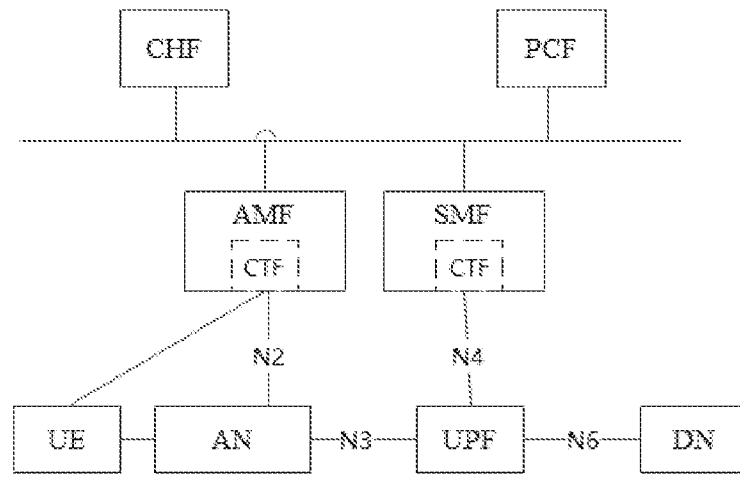 CHF PCF
AMF SMF
CTF CTF
N2 N4
UE AN N3 UPF N6 DN